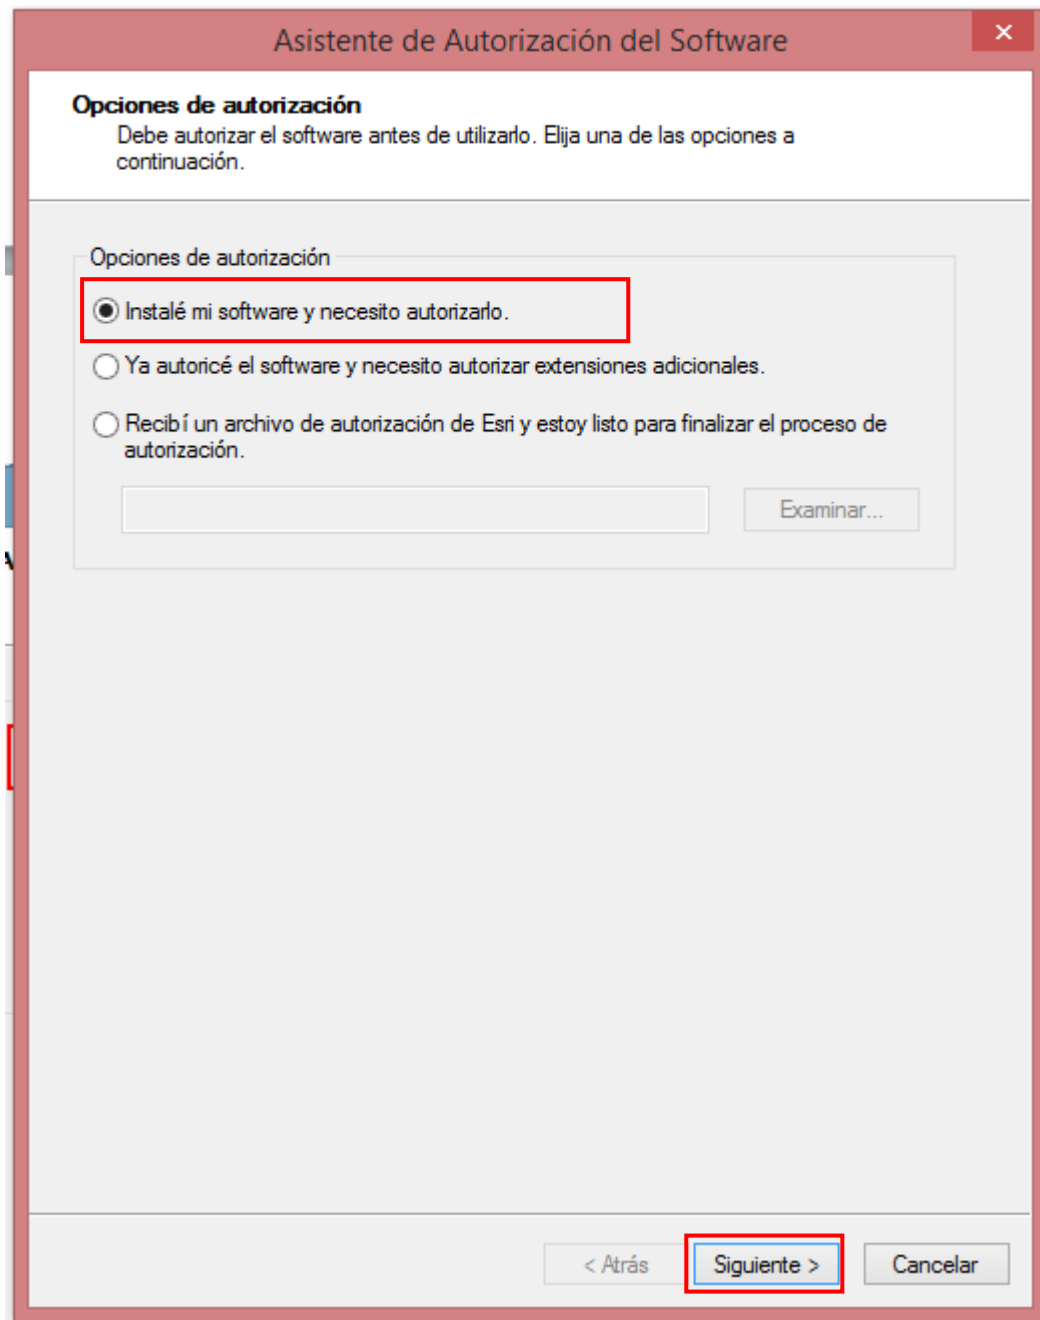 Asistente de Autorización del Software
Opciones de autorización
Debe autorizar el software antes de utilizarlo. Elija una de las opciones a
continuación.
Opciones de autorización
Instalé mi software y necesito autorizarlo.
Ya autoricé el software y necesito autorizar extensiones adicionales.
Recibí un archivo de autorización de Esri y estoy listo para finalizar el proceso de
autorización.
Examinar...
< Atrás
Siguiente >
Cancelar